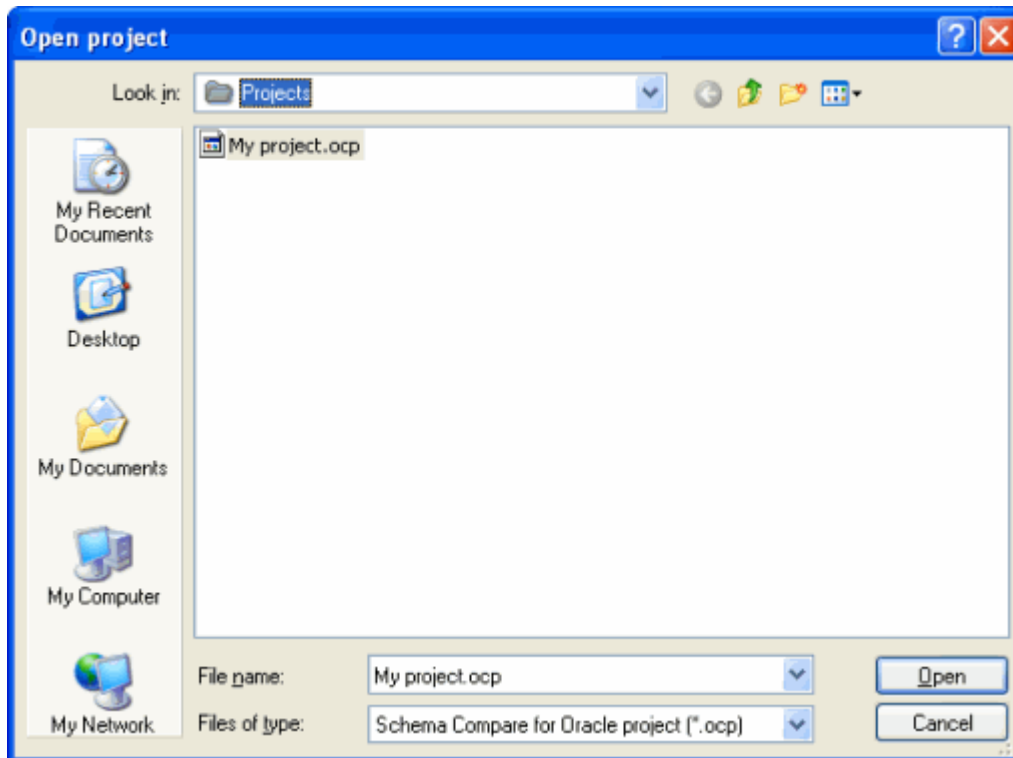 Open project
Look in:
Projects
My project.ocp
My Recent
Documents
Desktop
My Documents
My Computer
My Network
File name:
My project.ocp
Open
Files of type:
Schema Compare for Oracle project (*.ocp)
Cancel